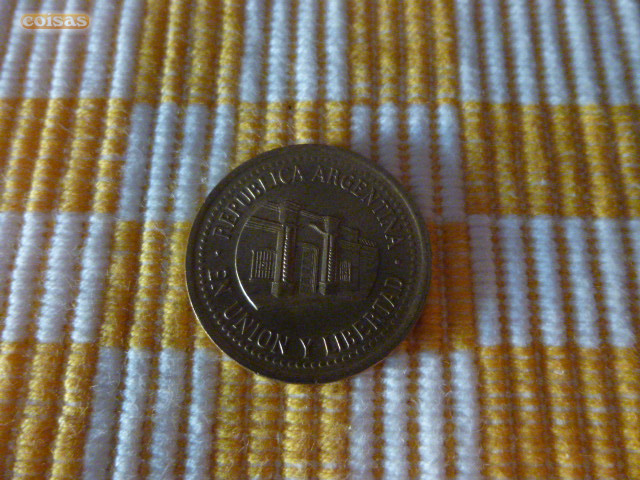 coisas
· REPUBLICA ARGENTINA ·
EN UNION Y LIBERTAD